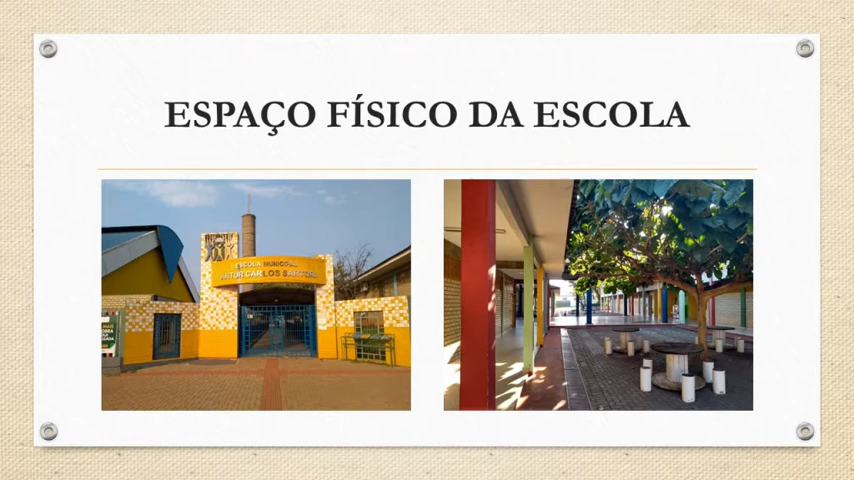 ESPAÇO FÍSICO DA ESCOLA
ESCOLA MUNICIPAL
ARTUR CARLOS SARTORI